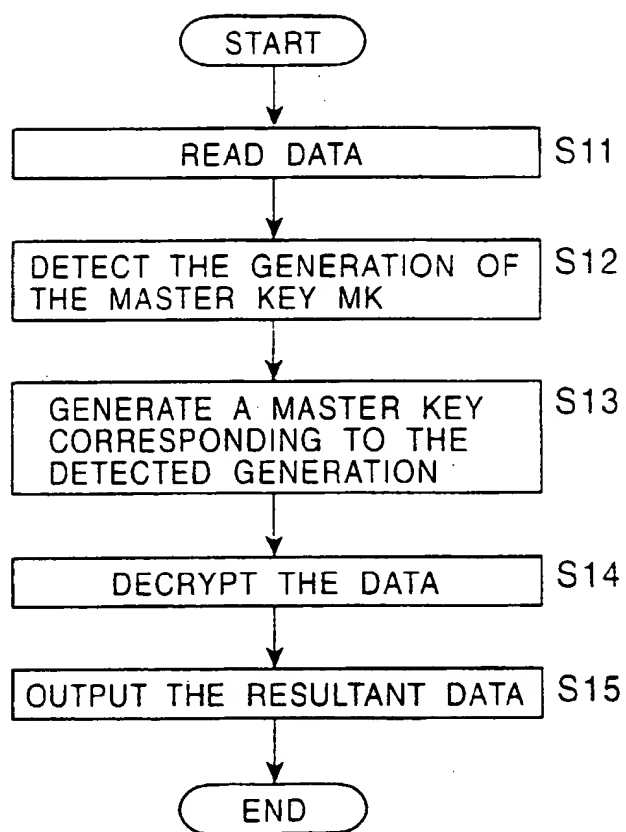 START
READ DATA S11
DETECT THE GENERATION OF
THE MASTER KEY MK S12
GENERATE A MASTER KEY
CORRESPONDING TO THE
DETECTED GENERATION S13
DECRYPT THE DATA S14
OUTPUT THE RESULTANT DATA S15
END